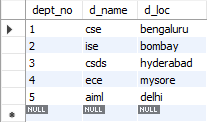 dept_no d_name d_loc
1 cse bengaluru
2 ise bombay
3 csds hyderabad
4 ece mysore
5 aiml delhi
NULL NULL NULL